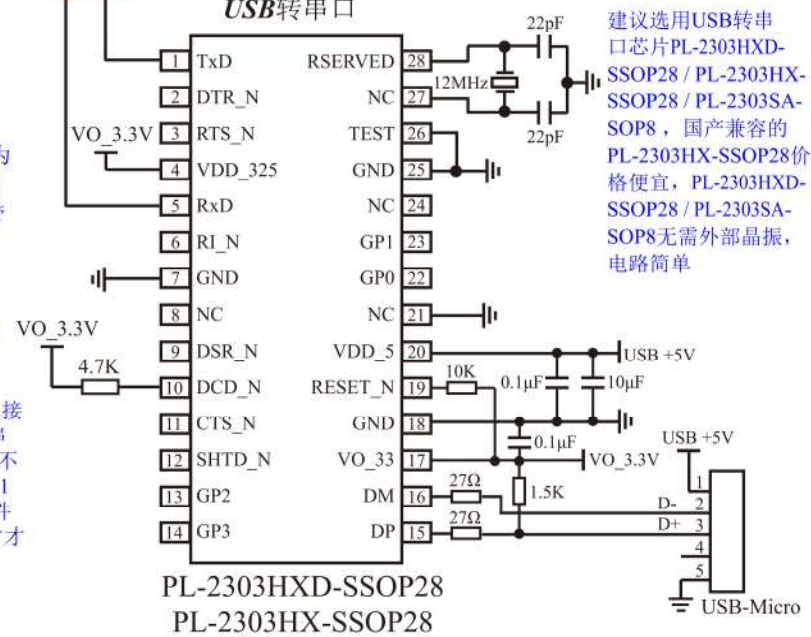 USB转串口
1 TxD
2 DTR_N
VO_3.3V
3 RTS_N
4 VDD_325
5 RxD
6 RI_N
7 GND
8 NC
VO_3.3V
9 DSR_N
4.7K
10 DCD_N
11 CTS_N
12 SHTD_N
13 GP2
14 GP3
RSERVED 28
NC 27
TEST 26
GND 25
NC 24
GP1 23
GP0 22
NC 21
VDD_5 20
RESET_N 19
GND 18
VO_33 17
DM 16
DP 15
22pF
12MHz
22pF
USB +5V
10K
0.1μF
10μF
0.1μF
VO_3.3V
27Ω
1.5K
27Ω
USB +5V
1
D- 2
D+ 3
4
5
USB-Micro
PL-2303HXD-SSOP28
PL-2303HX-SSOP28
建议选用USB转串
口芯片PL-2303HXD-
SSOP28 / PL-2303HX-
SSOP28 / PL-2303SA-
SOP8 ，国产兼容的
PL-2303HX-SSOP28价
格便宜，PL-2303HXD-
SSOP28 / PL-2303SA-
SOP8无需外部晶振，
电路简单
为
接
不
1
件
才